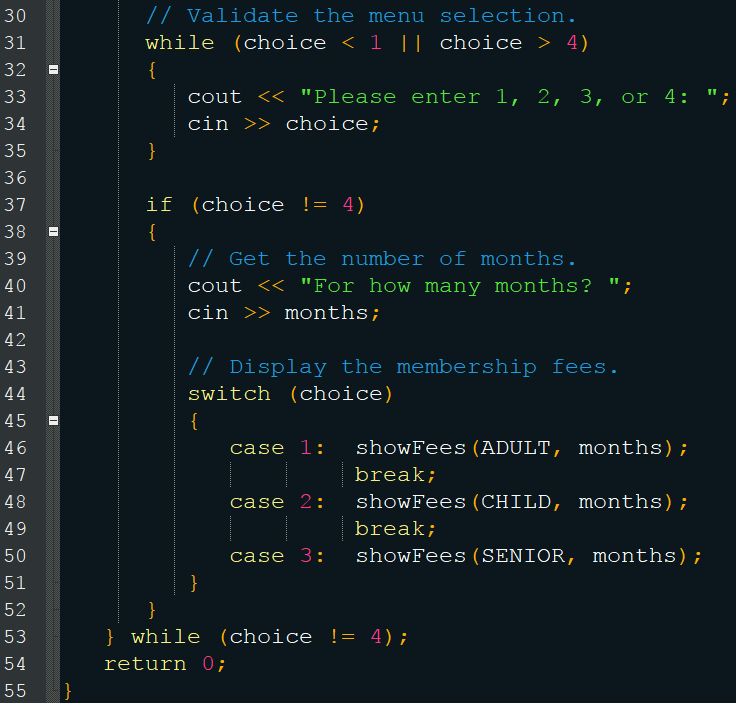 30 // Validate the menu selection.
31 while (choice < 1 || choice > 4)
32 {
33 cout << "Please enter 1, 2, 3, or 4: ";
34 cin >> choice;
35 }
36
37 if (choice != 4)
38 {
39 // Get the number of months.
40 cout << "For how many months? ";
41 cin >> months;
42
43 // Display the membership fees.
44 switch (choice)
45 {
46 case 1: showFees(ADULT, months);
47 break;
48 case 2: showFees(CHILD, months);
49 break;
50 case 3: showFees(SENIOR, months);
51 }
52 }
53 } while (choice != 4);
54 return 0;
55 }